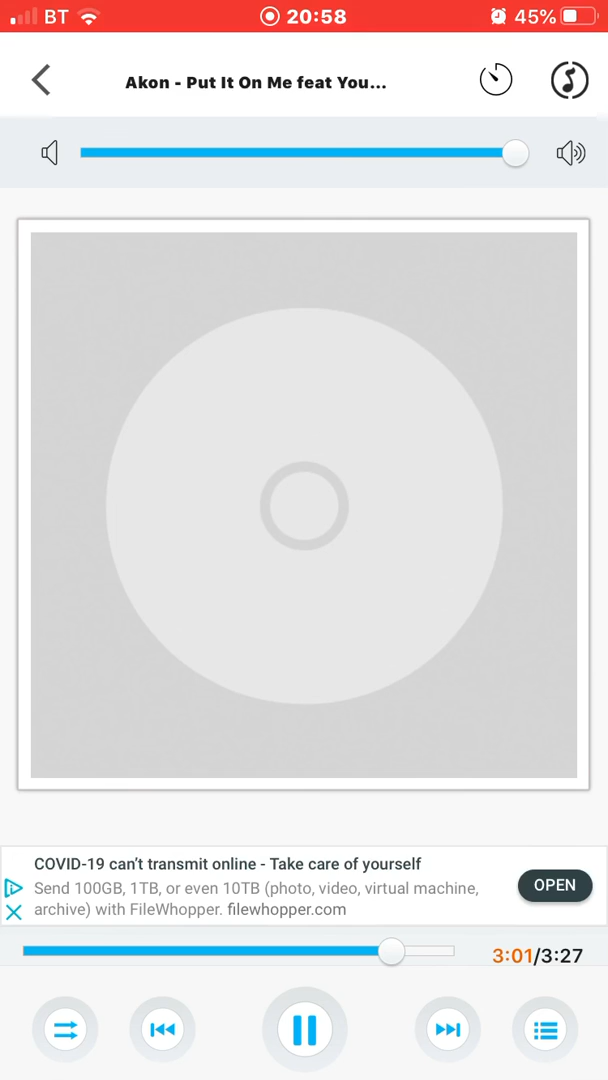 BT 20:58 45%
Akon - Put It On Me feat You...
COVID-19 can't transmit online - Take care of yourself
Send 100GB, 1TB, or even 10TB (photo, video, virtual machine,
archive) with FileWhopper. filewhopper.com
OPEN
3:01/3:27